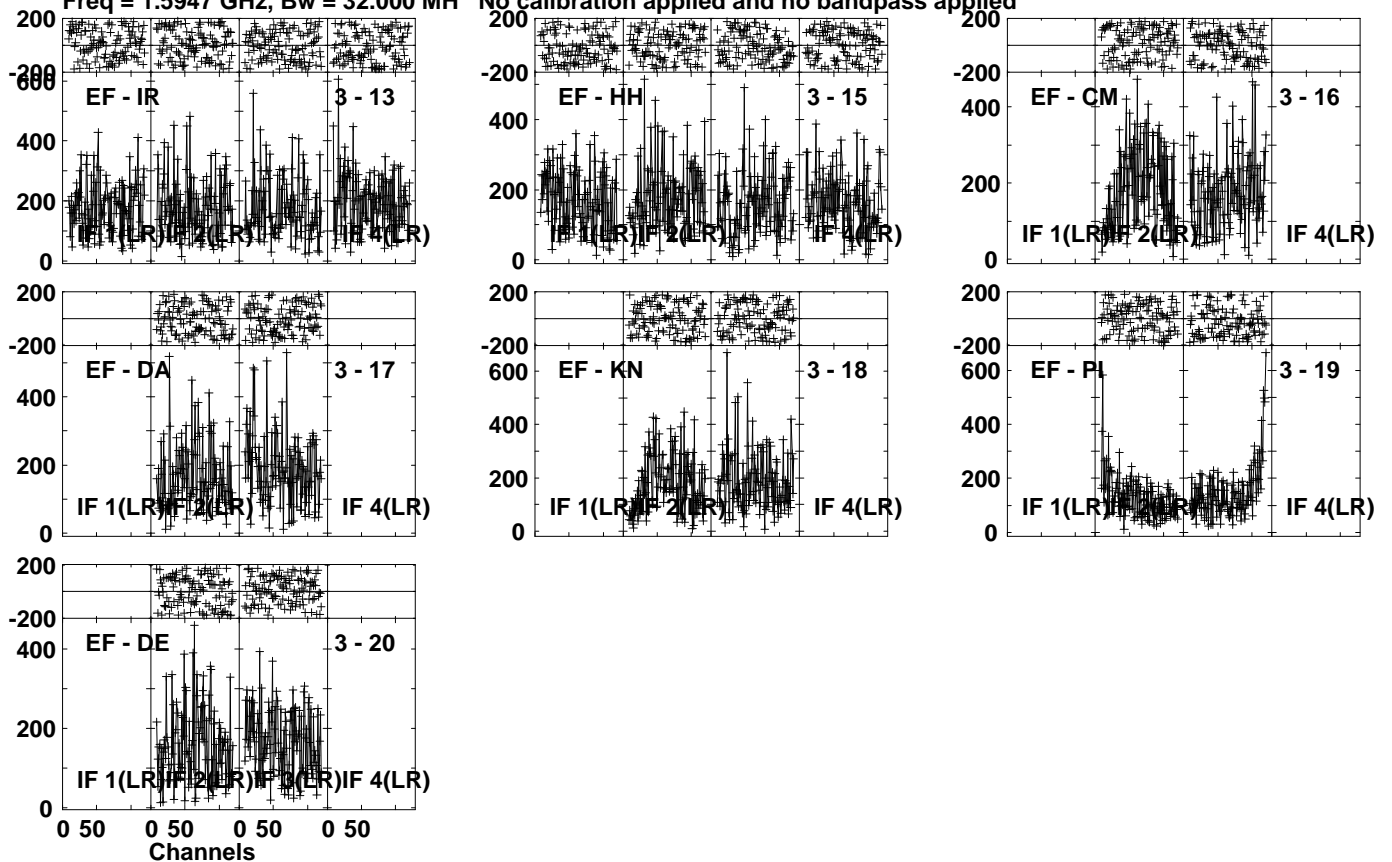 Freq = 1.5947 GHz, Bw = 32.000 MH No calibration applied and no bandpass applied
200
-200
600
400
200
0
EF - IR
3 - 13
IF 1(LR)
IF 2(LR)
IF 4(LR)
200
-200
400
200
0
EF - HH
3 - 15
IF 1(LR)
IF 2(LR)
IF 4(LR)
200
-200
400
200
0
EF - CM
3 - 16
IF 1(LR)
IF 2(LR)
IF 4(LR)
200
-200
400
200
0
EF - DA
3 - 17
IF 1(LR)
IF 2(LR)
IF 4(LR)
200
-200
600
400
200
0
EF - KN
3 - 18
IF 1(LR)
IF 2(LR)
IF 4(LR)
200
-200
600
400
200
0
EF - PI
3 - 19
IF 1(LR)
IF 2(LR)
IF 4(LR)
200
-200
400
200
0
EF - DE
3 - 20
IF 1(LR)
IF 2(LR)
IF 3(LR)
IF 4(LR)
0 50 0 50 0 50 0 50
Channels